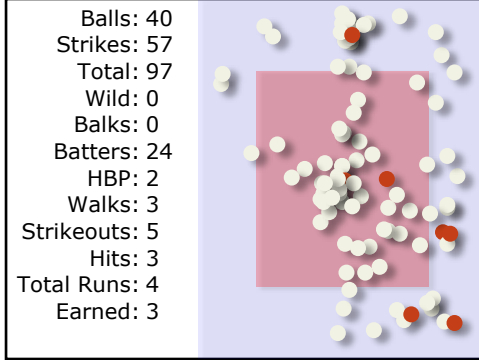 Balls: 40
Strikes: 57
Total: 97
Wild: 0
Balks: 0
Batters: 24
HBP: 2
Walks: 3
Strikeouts: 5
Hits: 3
Total Runs: 4
Earned: 3